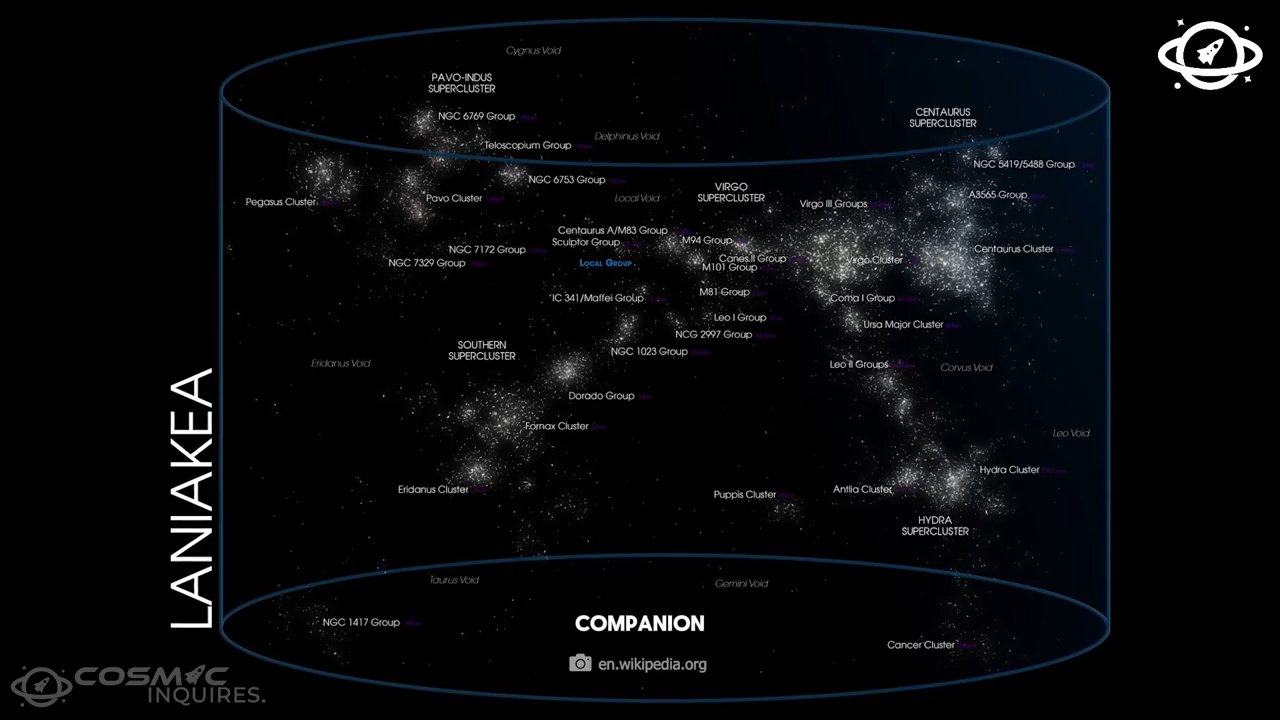 Cygnus Void
PAVO-INDUS
SUPERCLUSTER
CENTAURUS
SUPERCLUSTER
NGC 6769 Group
Delphinus Void
Teloscopium Group
NGC 5419/5488 Group
NGC 6753 Group
VIRGO
SUPERCLUSTER
A3565 Group
Pegasus Cluster
Pavo Cluster
Local Void
Virgo III Groups
Centaurus A/M83 Group
Sculptor Group
M94 Group
NGC 7172 Group
Centaurus Cluster
NGC 7329 Group
LOCAL GROUP
Canes II Group
Virgo Cluster
M101 Group
IC 341/Maffei Group
M81 Group
Coma I Group
Leo I Group
Ursa Major Cluster
NCG 2997 Group
SOUTHERN
SUPERCLUSTER
NGC 1023 Group
Eridanus Void
Leo II Groups
Corvus Void
Dorado Group
Fornax Cluster
Leo Void
Hydra Cluster
Eridanus Cluster
Puppis Cluster
Antlia Cluster
HYDRA
SUPERCLUSTER
LANIAKEA
Taurus Void
Gemini Void
NGC 1417 Group
COMPANION
Cancer Cluster
en.wikipedia.org
COSMIC
INQUIRES.